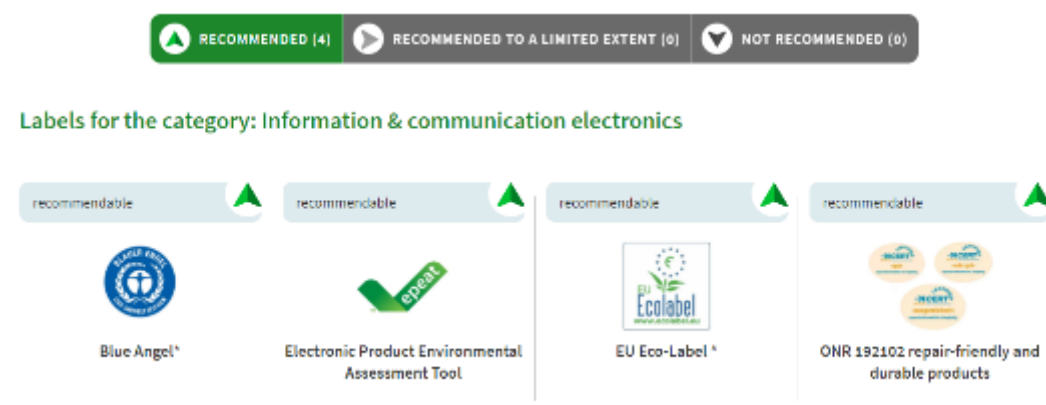 RECOMMENDED (4)
RECOMMENDED TO A LIMITED EXTENT (0)
NOT RECOMMENDED (0)
Labels for the category: Information & communication electronics
recommendable
recommendable
recommendable
recommendable
BLAUER ENGEL
epeat
EU
Ecolabel
www.ecolabel.eu
Blue Angel*
Electronic Product Environmental
Assessment Tool
EU Eco-Label *
ONR 192102 repair-friendly and
durable products